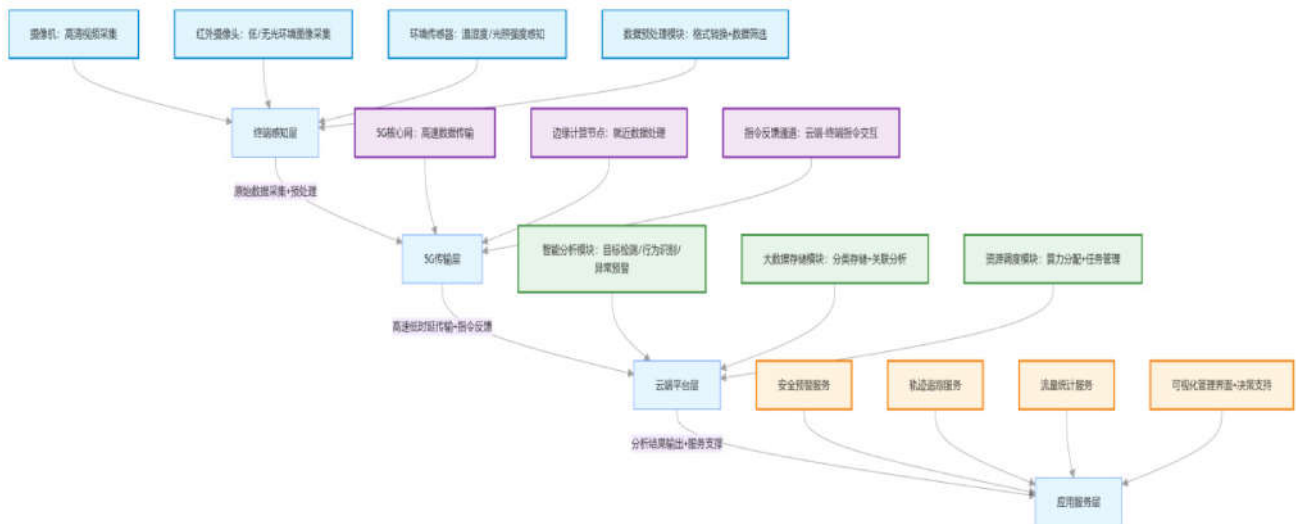 摄像机：高清视频采集
红外摄像头：低/无光环境图像采集
环境传感器：温湿度/光照强度感知
数据预处理模块：格式转换+数据筛选
终端感知层
5G核心网：高速数据传输
边缘计算节点：就近数据处理
指令反馈通道：云端-终端指令交互
原始数据采集+预处理
5G传输层
智能分析模块：目标检测/行为识别/
异常预警
大数据存储模块：分类存储+关联分析
资源调度模块：算力分配+任务管理
高速低时延传输+指令反馈
云端平台层
安全预警服务
轨迹追踪服务
流量统计服务
可视化管理界面+决策支持
分析结果输出+服务支撑
应用服务层